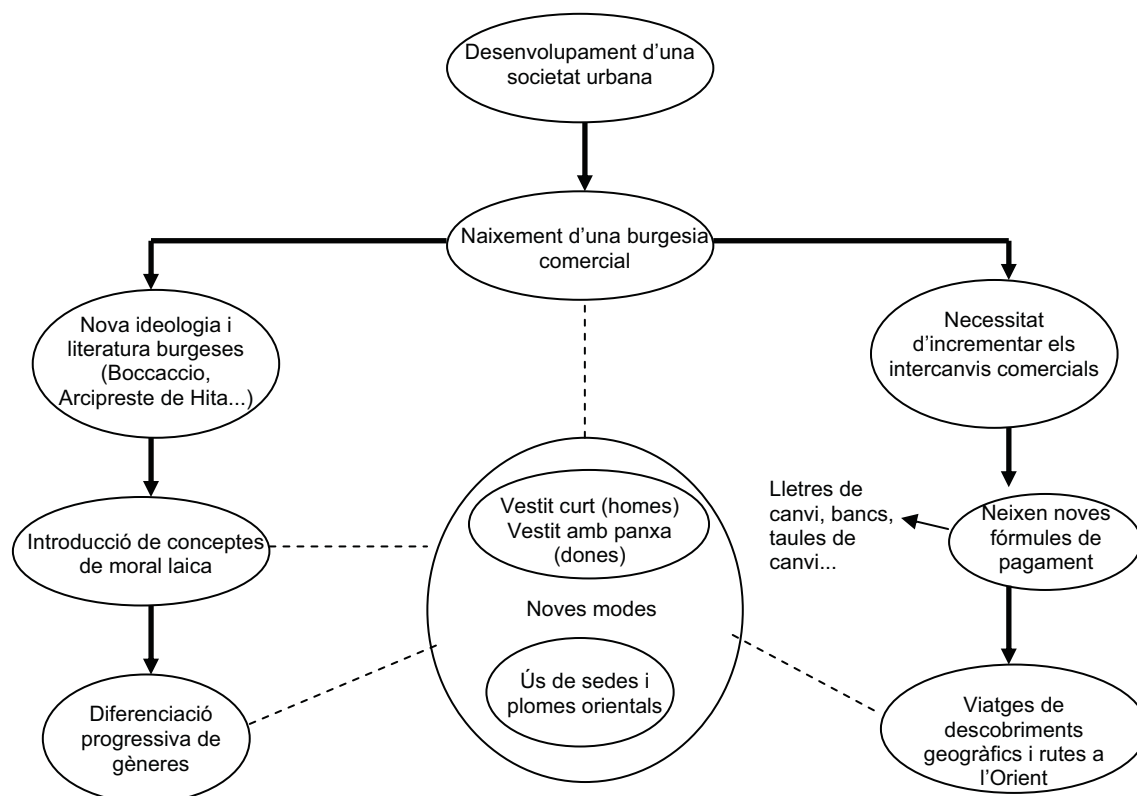 Desenvolupament d'una
societat urbana
Naixement d'una burgesia
comercial
Nova ideologia i
literatura burgeses
(Boccaccio,
Arcipreste de Hita...)
Necessitat
d'incrementar els
intercanvis comercials
Introducció de conceptes
de moral laica
Vestit curt (homes)
Vestit amb panxa
(dones)
Noves modes
Ús de sedes i
plomes orientals
Lletres de
canvi, bancs,
taules de
canvi...
Neixen noves
fórmules de
pagament
Diferenciació
progressiva de
gèneres
Viatges de
descobriments
geogràfics i rutes a
l'Orient